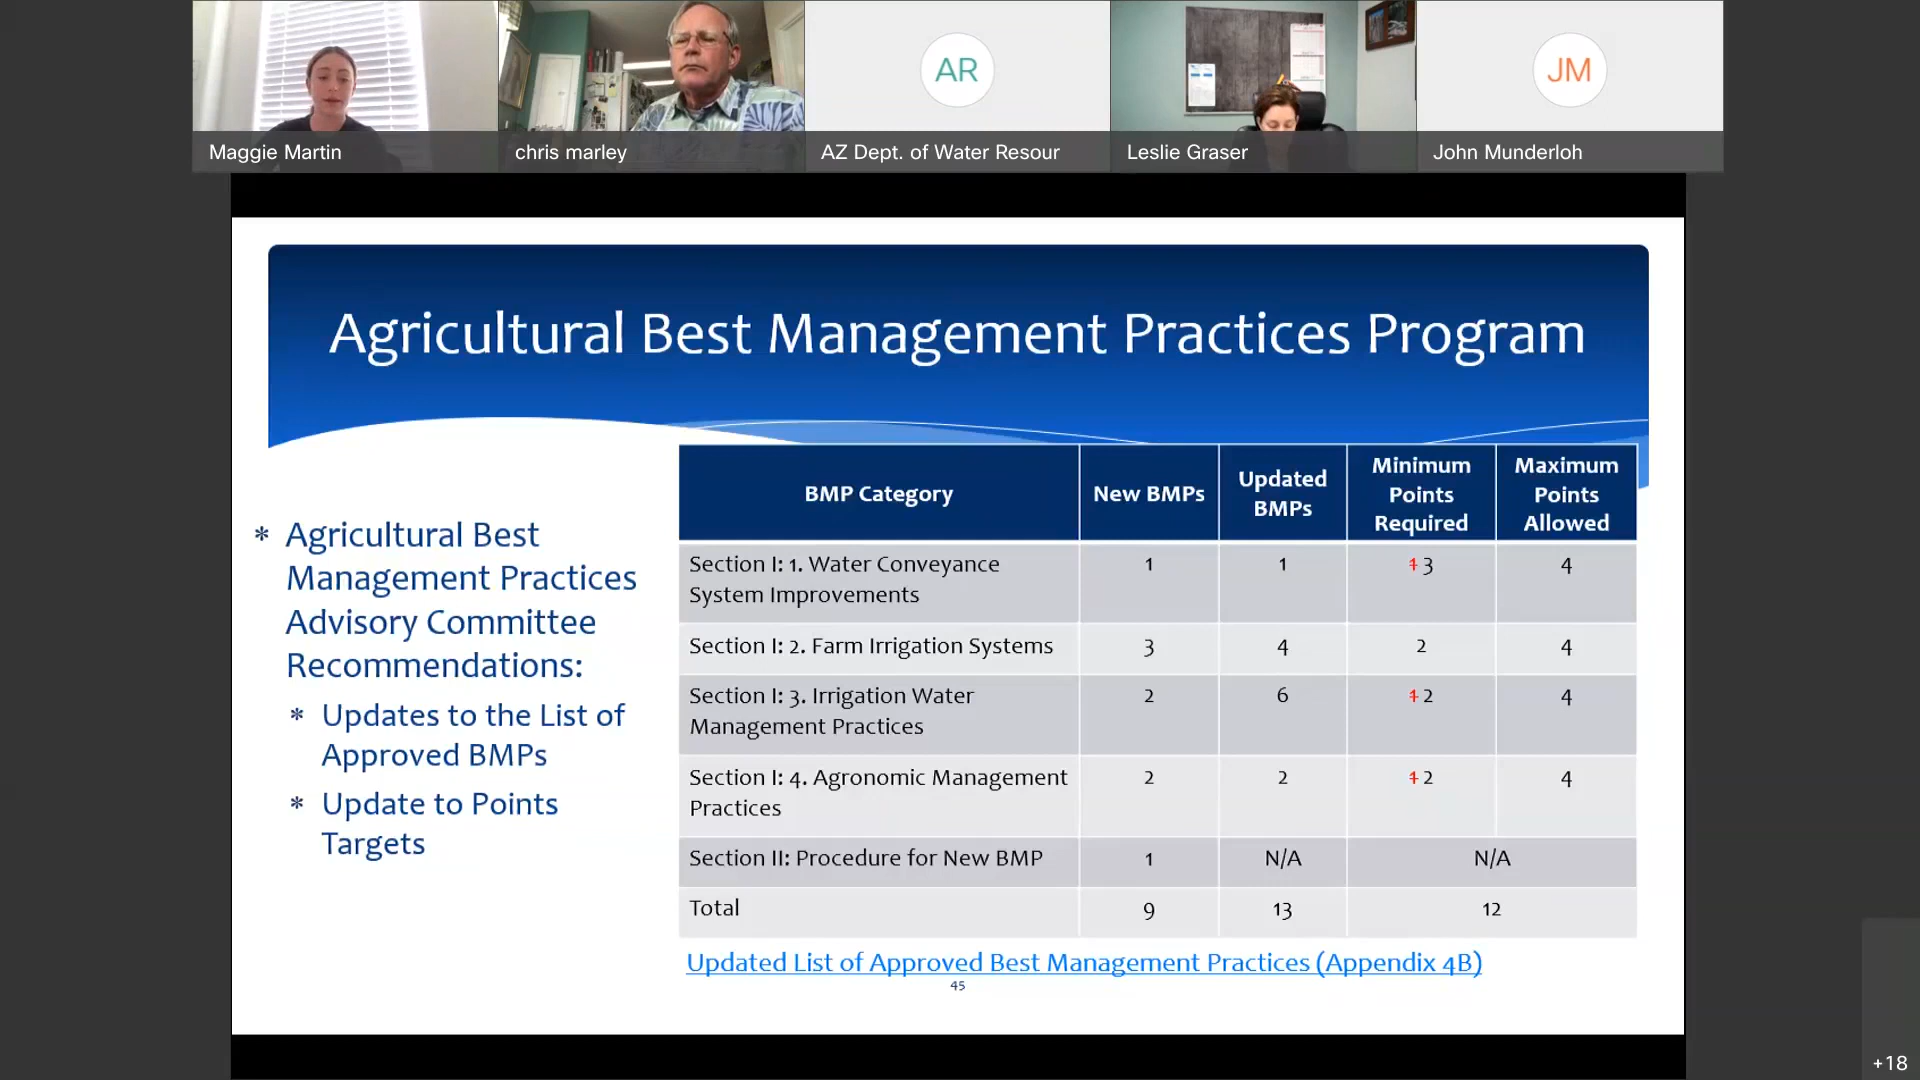 AR
JM
Maggie Martin
chris marley
AZ Dept. of Water Resour
Leslie Graser
John Munderloh
Agricultural Best Management Practices Program
* Agricultural Best
Management Practices
Advisory Committee
Recommendations:
* Updates to the List of
Approved BMPs
* Update to Points
Targets
BMP Category
New BMPs
Updated
BMPs
Minimum
Points
Required
Maximum
Points
Allowed
Section I: 1. Water Conveyance
System Improvements
1
1
1 3
4
Section I: 2. Farm Irrigation Systems
3
4
2
4
Section I: 3. Irrigation Water
Management Practices
2
6
1 2
4
Section I: 4. Agronomic Management
Practices
2
2
1 2
4
Section II: Procedure for New BMP
1
N/A
N/A
Total
9
13
12
Updated List of Approved Best Management Practices (Appendix 4B)
45
+18